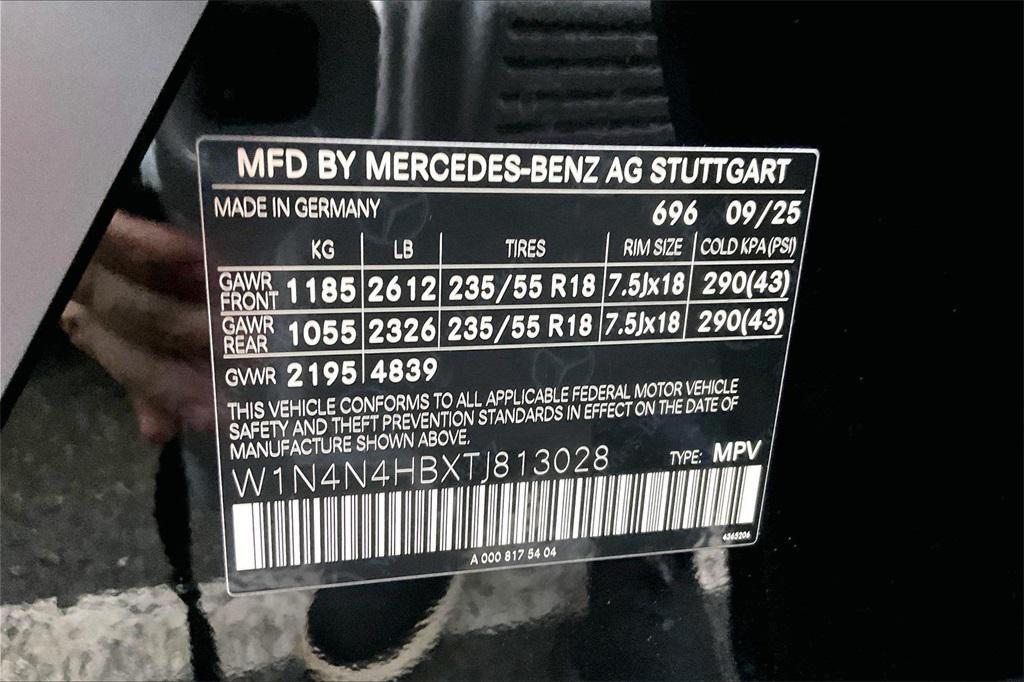 MFD BY MERCEDES-BENZ AG STUTTGART
MADE IN GERMANY 696 09/25
KG LB TIRES RIM SIZE COLD KPA(PSI)
GAWR FRONT 1185 2612 235/55 R18 7.5Jx18 290(43)
GAWR REAR 1055 2326 235/55 R18 7.5Jx18 290(43)
GVWR 2195 4839
THIS VEHICLE CONFORMS TO ALL APPLICABLE FEDERAL MOTOR VEHICLE
SAFETY AND THEFT PREVENTION STANDARDS IN EFFECT ON THE DATE OF
MANUFACTURE SHOWN ABOVE.
W1N4N4HBXTJ813028 TYPE: MPV
A 000 817 54 04
6365206